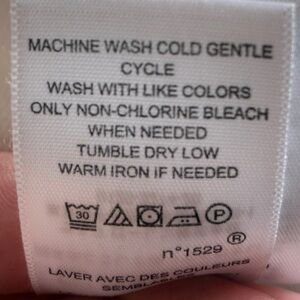 MACHINE WASH COLD GENTLE
CYCLE
WASH WITH LIKE COLORS
ONLY NON-CHLORINE BLEACH
WHEN NEEDED
TUMBLE DRY LOW
WARM IRON IF NEEDED
30 P
n°1529 ®
LAVER AVEC DES COULEURS